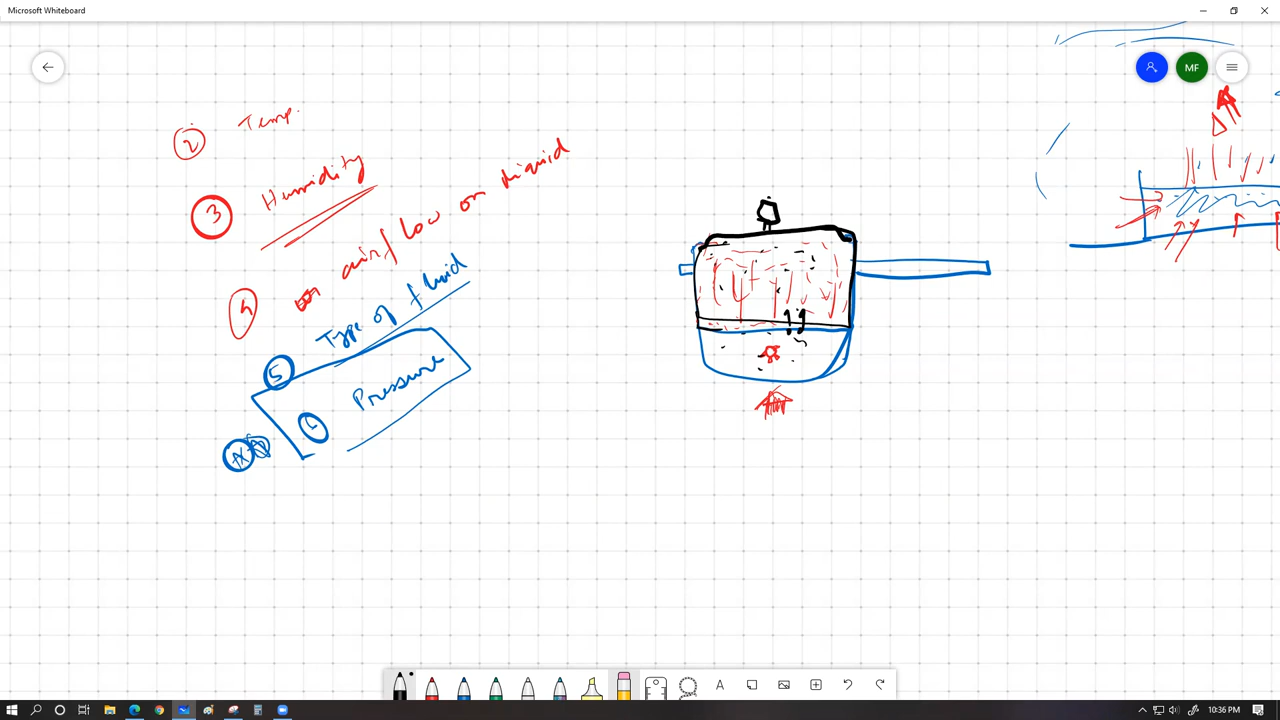 Microsoft Whiteboard
MF
2 Temp.
3 Humidity
4 air flow on liquid
5 Type of fluid
Pressure
10:36 PM